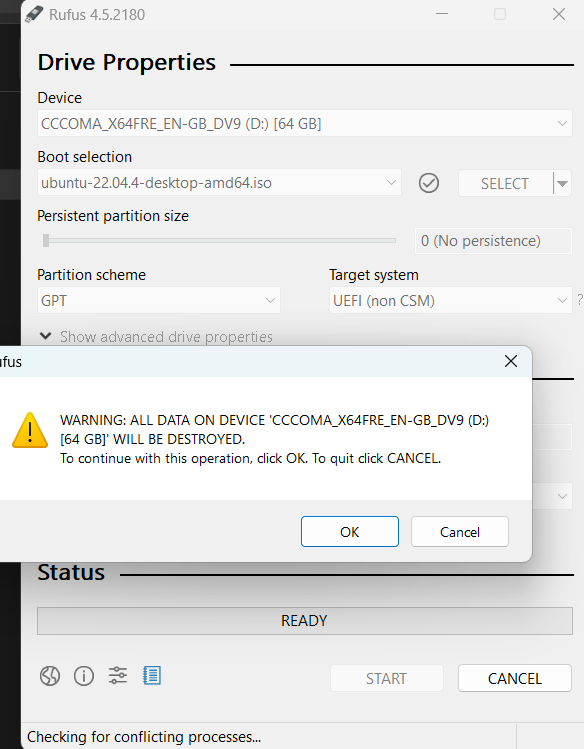 Rufus 4.5.2180
Drive Properties
Device
CCCOMA_X64FRE_EN-GB_DV9 (D:) [64 GB]
Boot selection
ubuntu-22.04.4-desktop-amd64.iso
SELECT
Persistent partition size
0 (No persistence)
Partition scheme
Target system
GPT
UEFI (non CSM)
?
Show advanced drive properties
ufus
WARNING: ALL DATA ON DEVICE 'CCCOMA_X64FRE_EN-GB_DV9 (D:)
[64 GB]' WILL BE DESTROYED.
To continue with this operation, click OK. To quit click CANCEL.
OK
Cancel
Status
READY
START
CANCEL
Checking for conflicting processes...